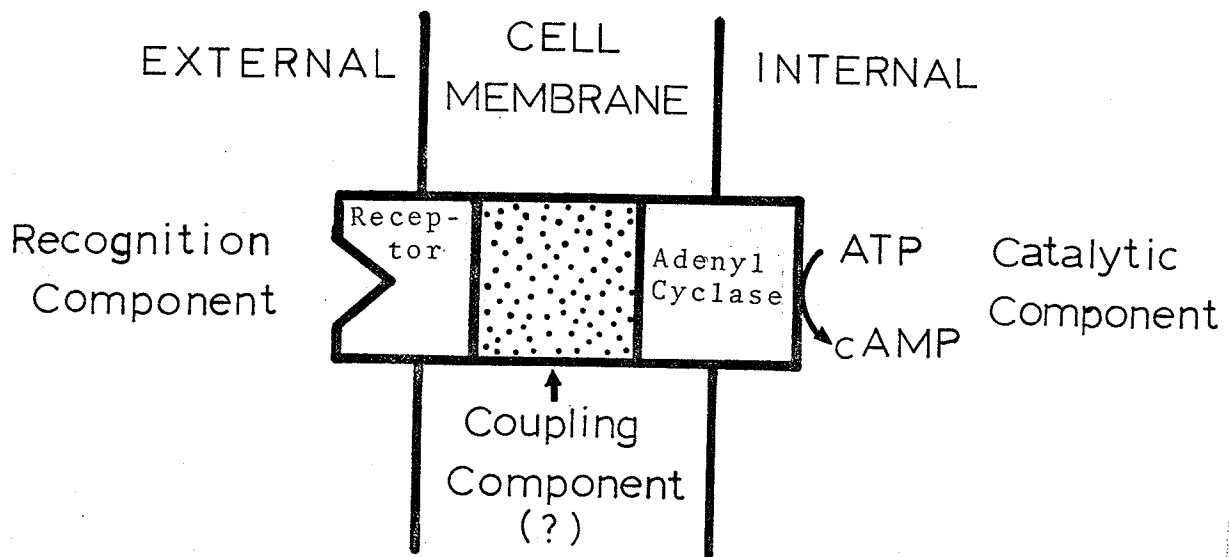 EXTERNAL
CELL
MEMBRANE
INTERNAL
Recognition
Component
Recep-
tor
Adenyl
Cyclase
ATP
cAMP
Catalytic
Component
Coupling
Component
(?)